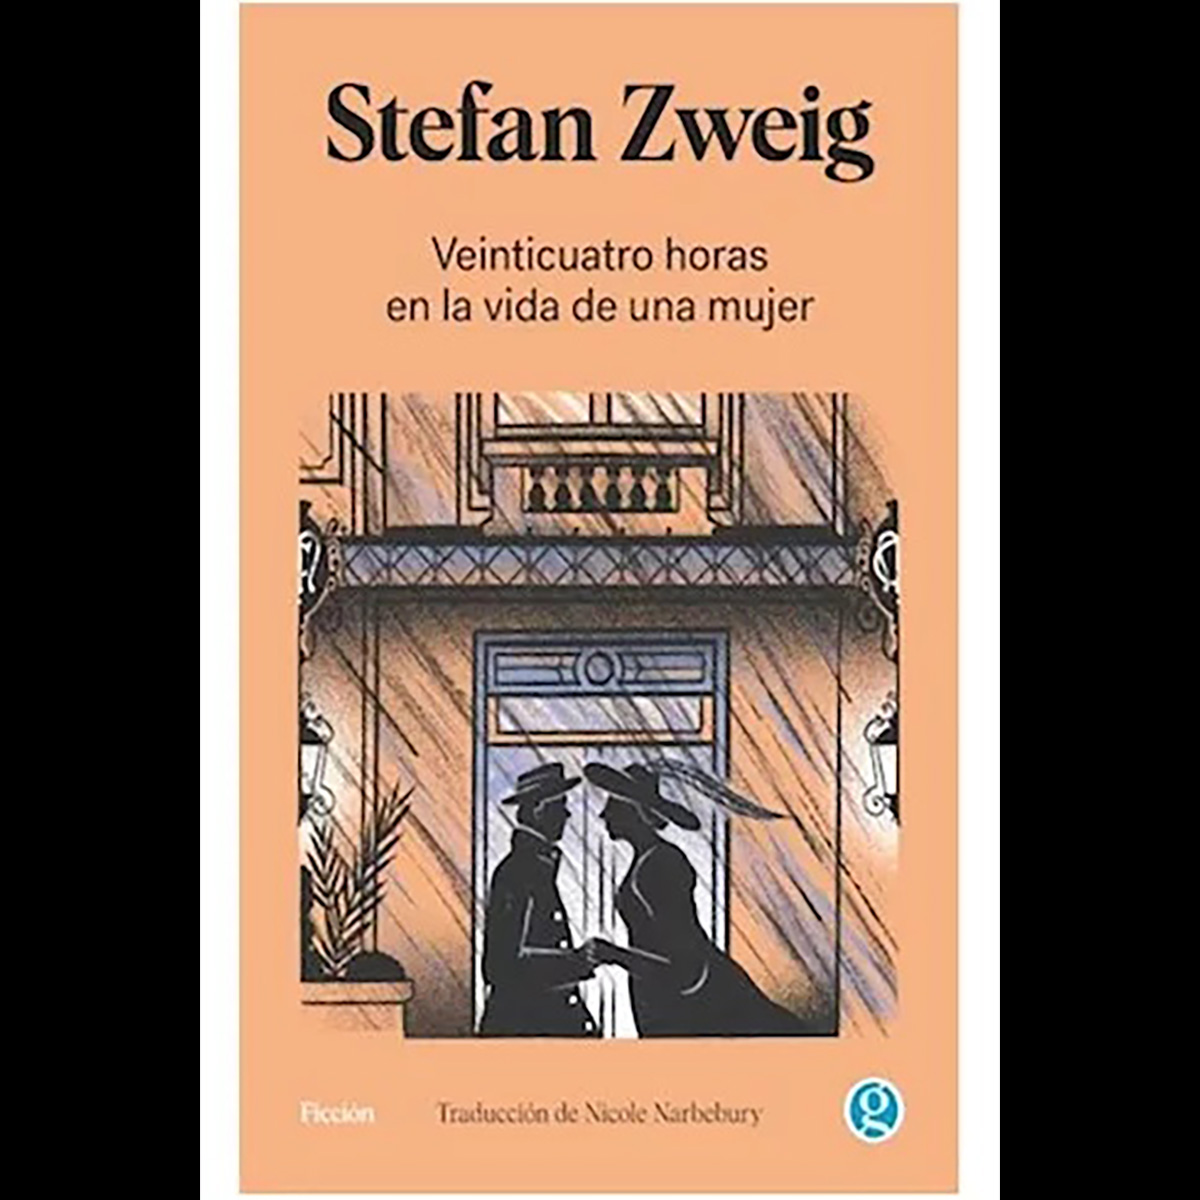 Stefan Zweig
Veinticuatro horas
en la vida de una mujer
Ficción
Traducción de Nicole Narbebury
g